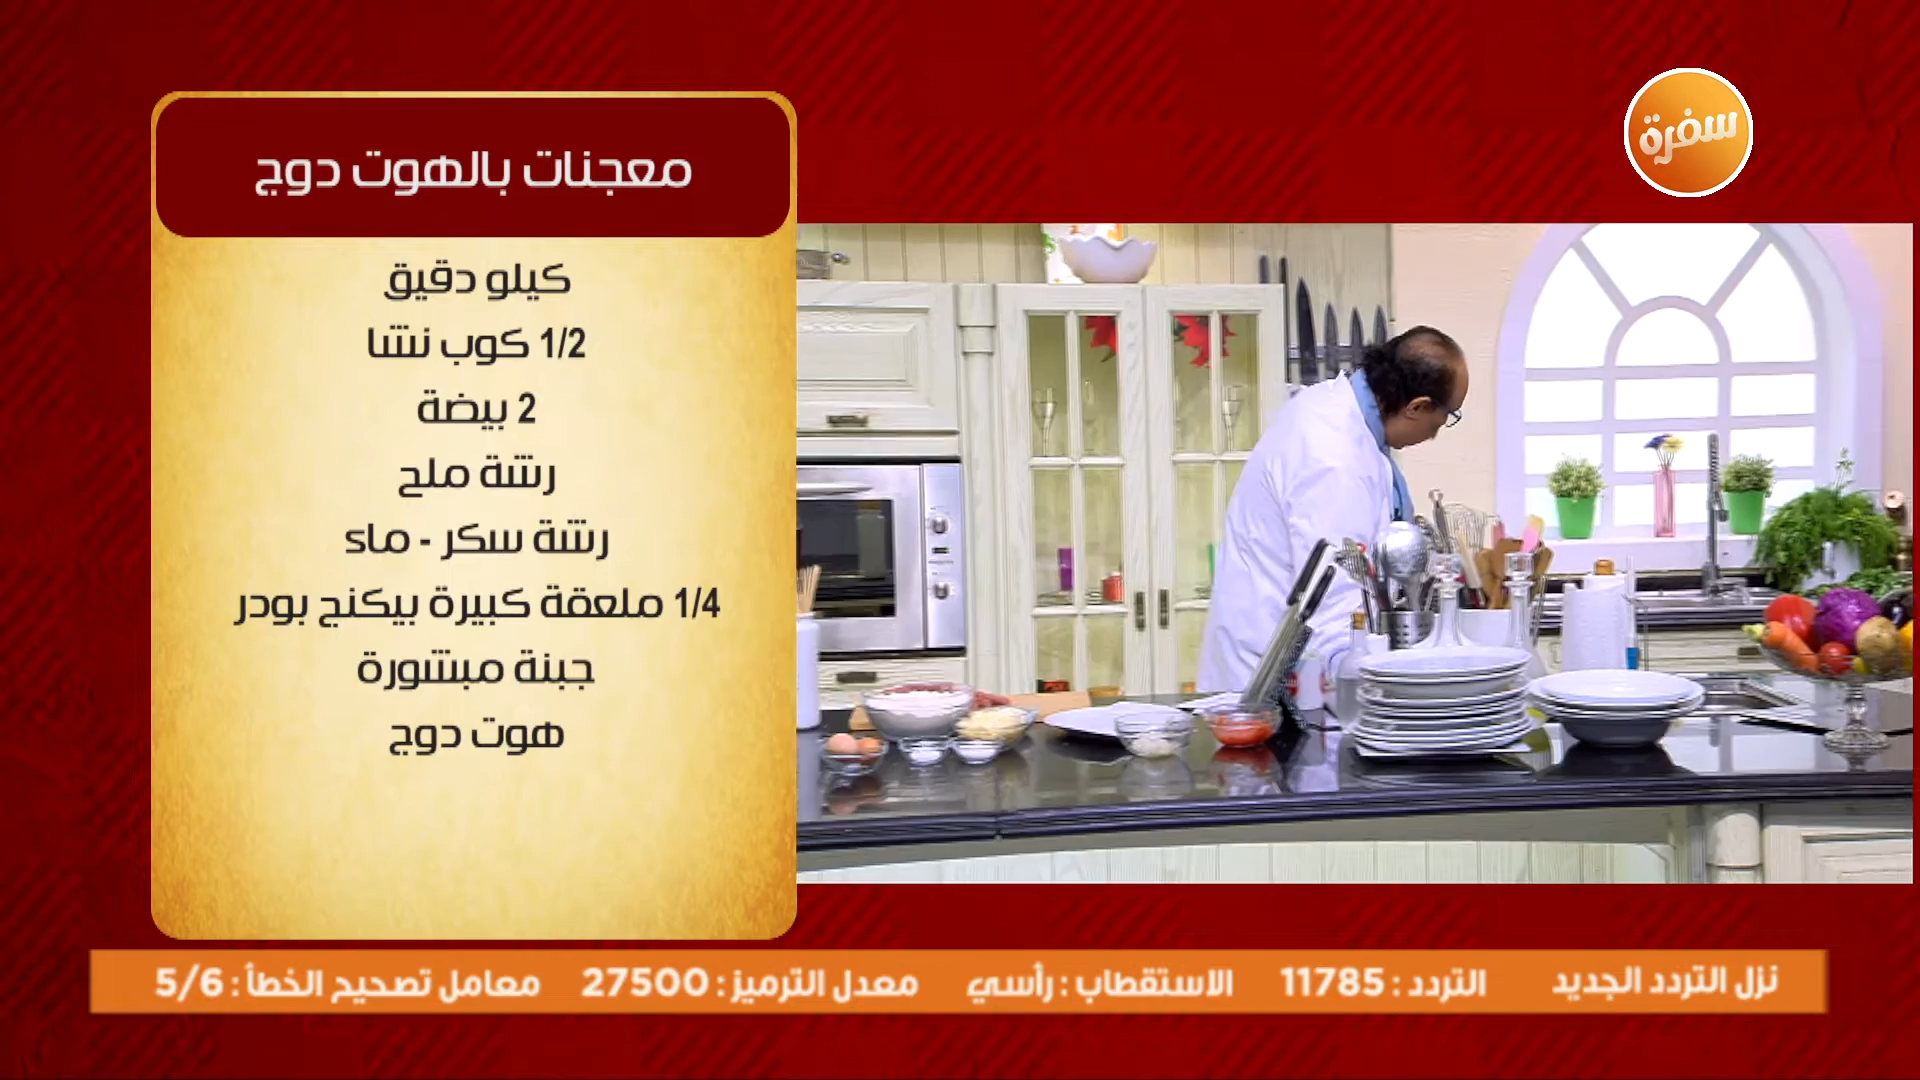 سفرة
معجنات بالهوت دوج
كيلو دقيق
1/2 كوب نشا
2 بيضة
رشة ملح
رشة سكر - ماء
1/4 ملعقة كبيرة بيكنج بودر
جبنة مبشورة
هوت دوج
نزل التردد الجديد التردد : 11785 الاستقطاب : رأسي معدل الترميز : 27500 معامل تصحيح الخطأ : 5/6